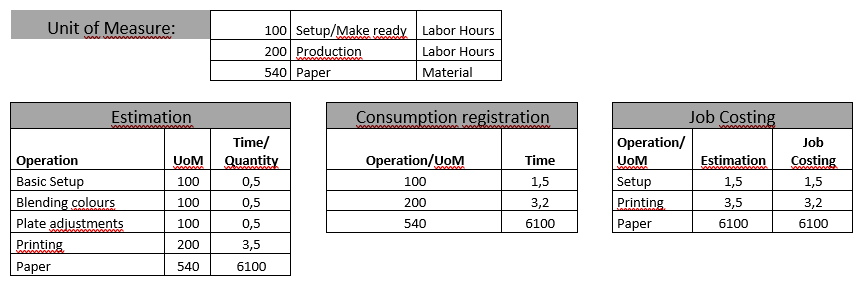 Unit of Measure:
100 Setup/Make ready Labor Hours
200 Production Labor Hours
540 Paper Material
Estimation
Operation UoM Time/
Quantity
Basic Setup 100 0,5
Blending colours 100 0,5
Plate adjustments 100 0,5
Printing 200 3,5
Paper 540 6100
Consumption registration
Operation/UoM Time
100 1,5
200 3,2
540 6100
Job Costing
Operation/
UoM Estimation Job
Costing
Setup 1,5 1,5
Printing 3,5 3,2
Paper 6100 6100